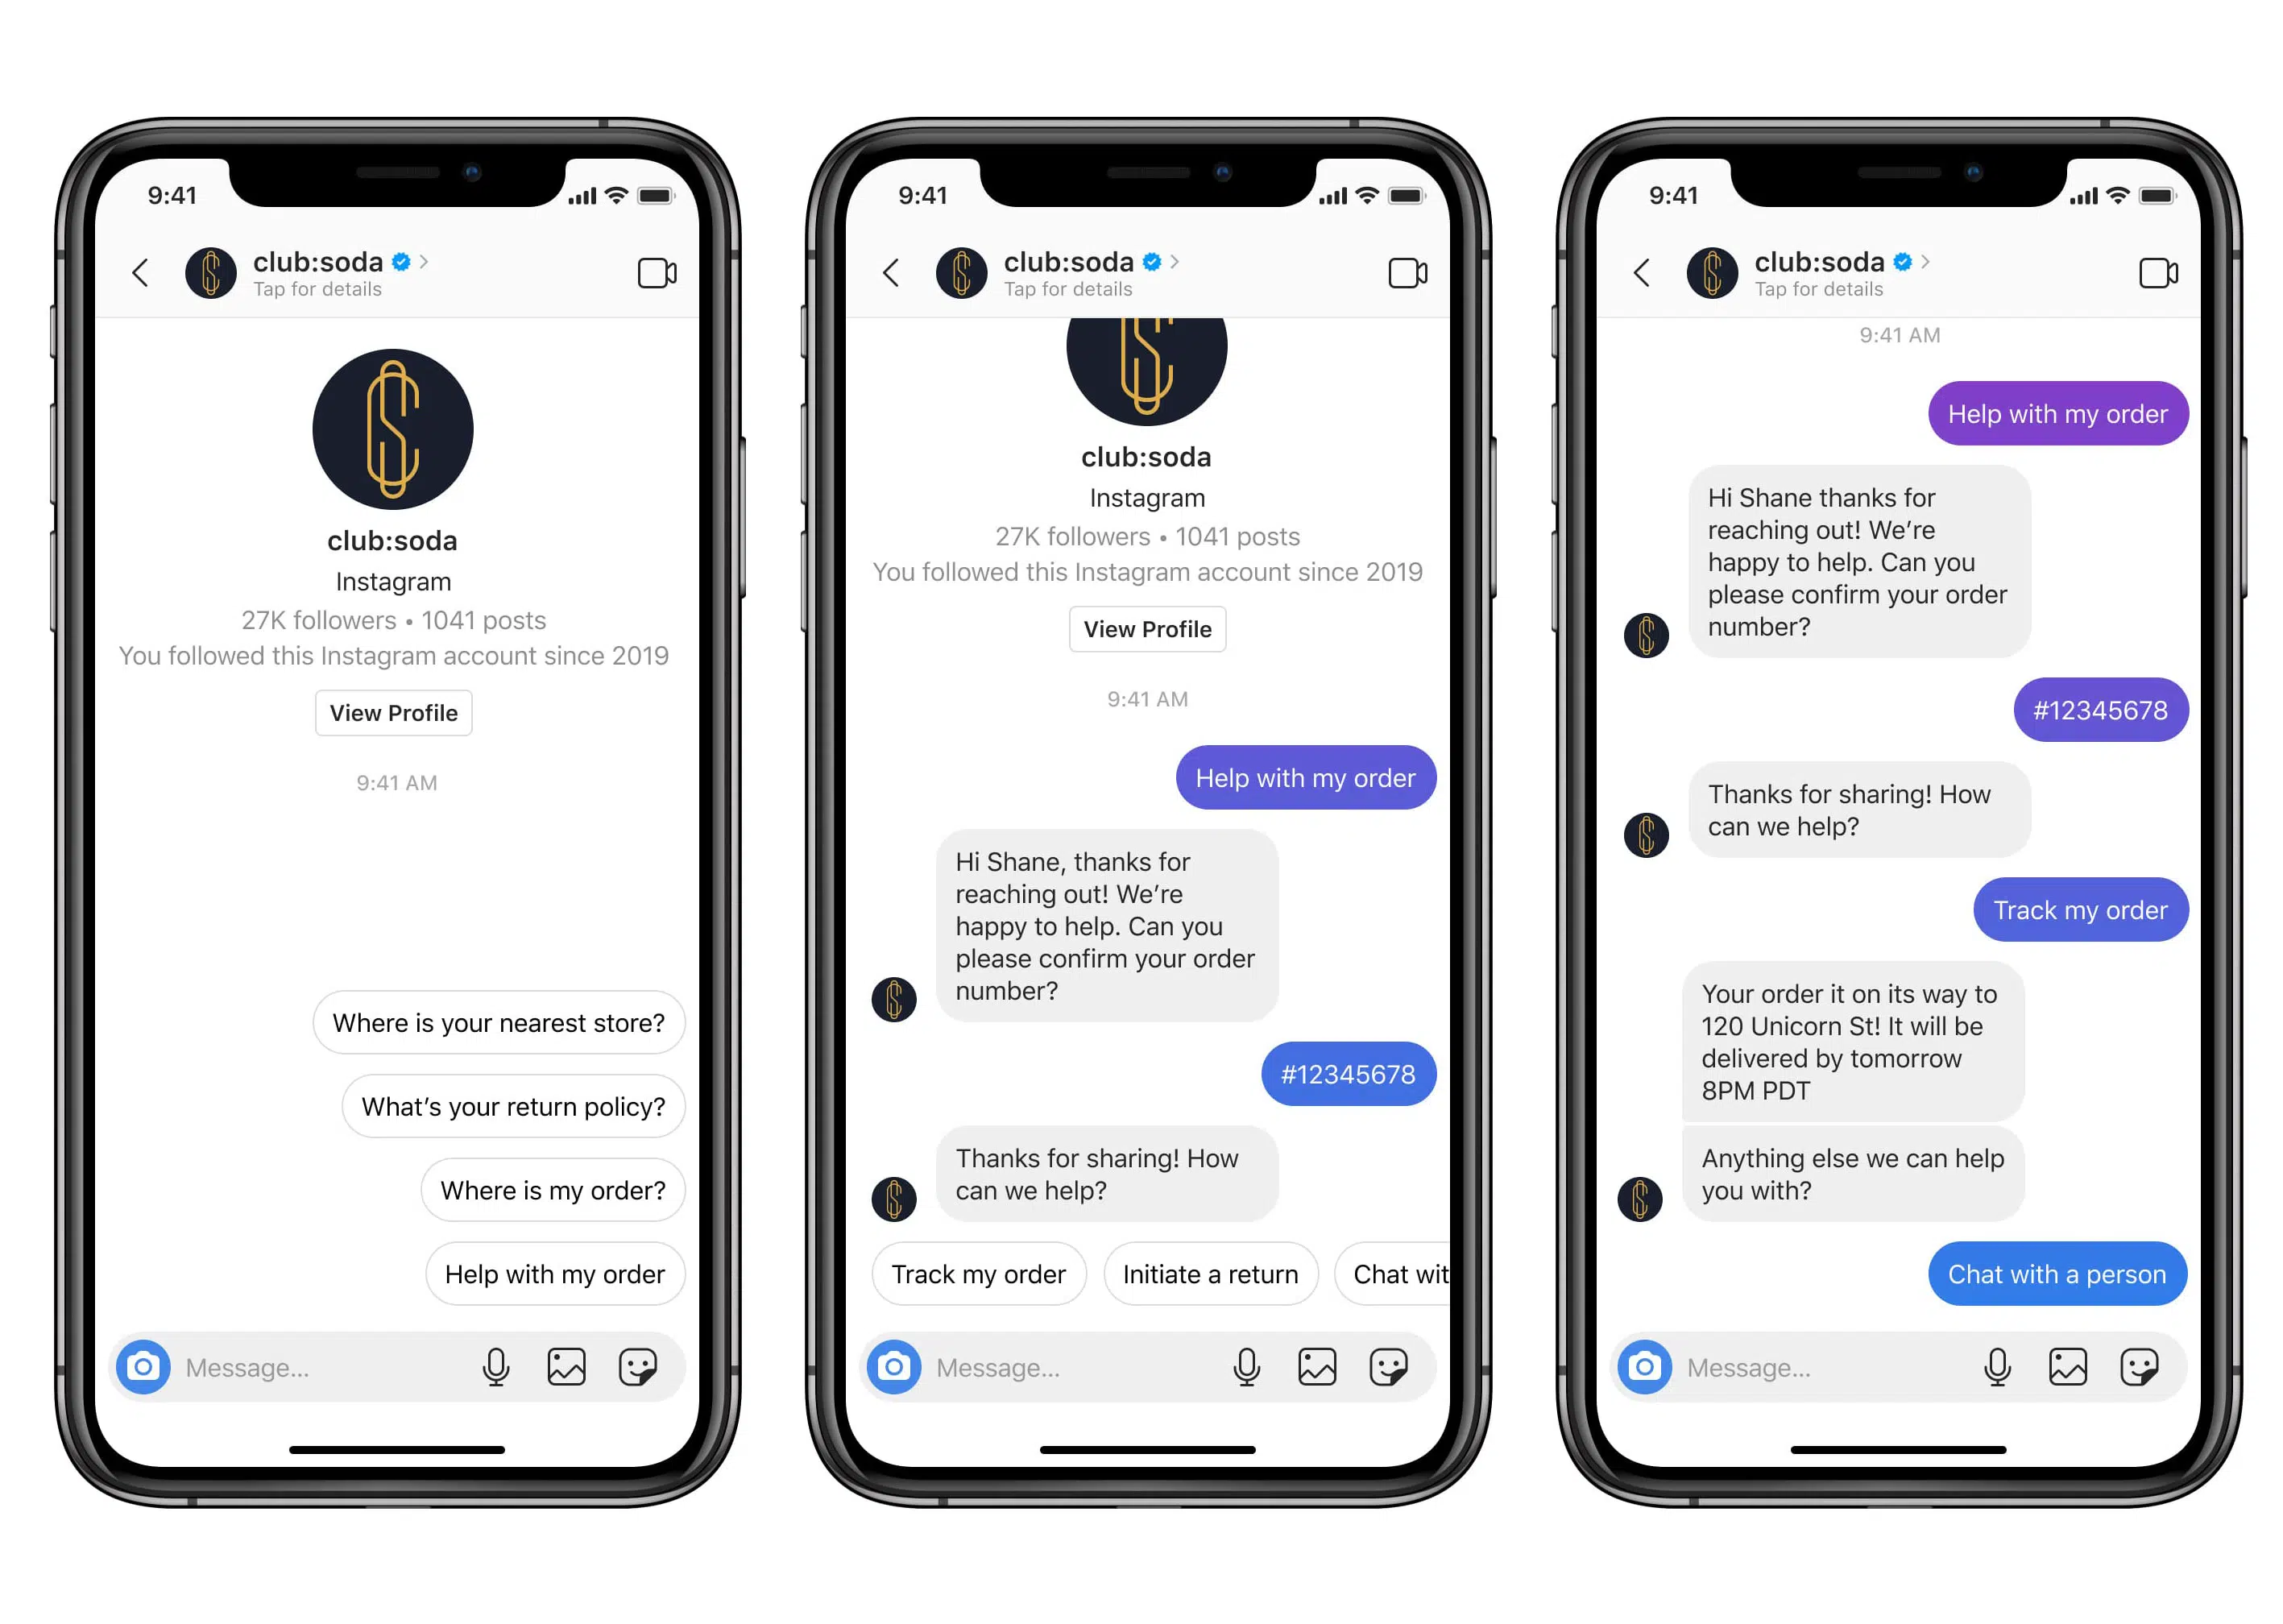 9:41
club:soda
Tap for details
club:soda
Instagram
27K followers • 1041 posts
You followed this Instagram account since 2019
View Profile
9:41 AM
Where is your nearest store?
What’s your return policy?
Where is my order?
Help with my order
Message...
9:41
club:soda
Tap for details
club:soda
Instagram
27K followers • 1041 posts
You followed this Instagram account since 2019
View Profile
9:41 AM
Help with my order
Hi Shane, thanks for
reaching out! We’re
happy to help. Can you
please confirm your order
number?
#12345678
Thanks for sharing! How
can we help?
Track my order
Initiate a return
Chat wit
Message...
9:41
club:soda
Tap for details
9:41 AM
Help with my order
Hi Shane thanks for
reaching out! We’re
happy to help. Can you
please confirm your order
number?
#12345678
Thanks for sharing! How
can we help?
Track my order
Your order it on its way to
120 Unicorn St! It will be
delivered by tomorrow
8PM PDT
Anything else we can help
you with?
Chat with a person
Message...